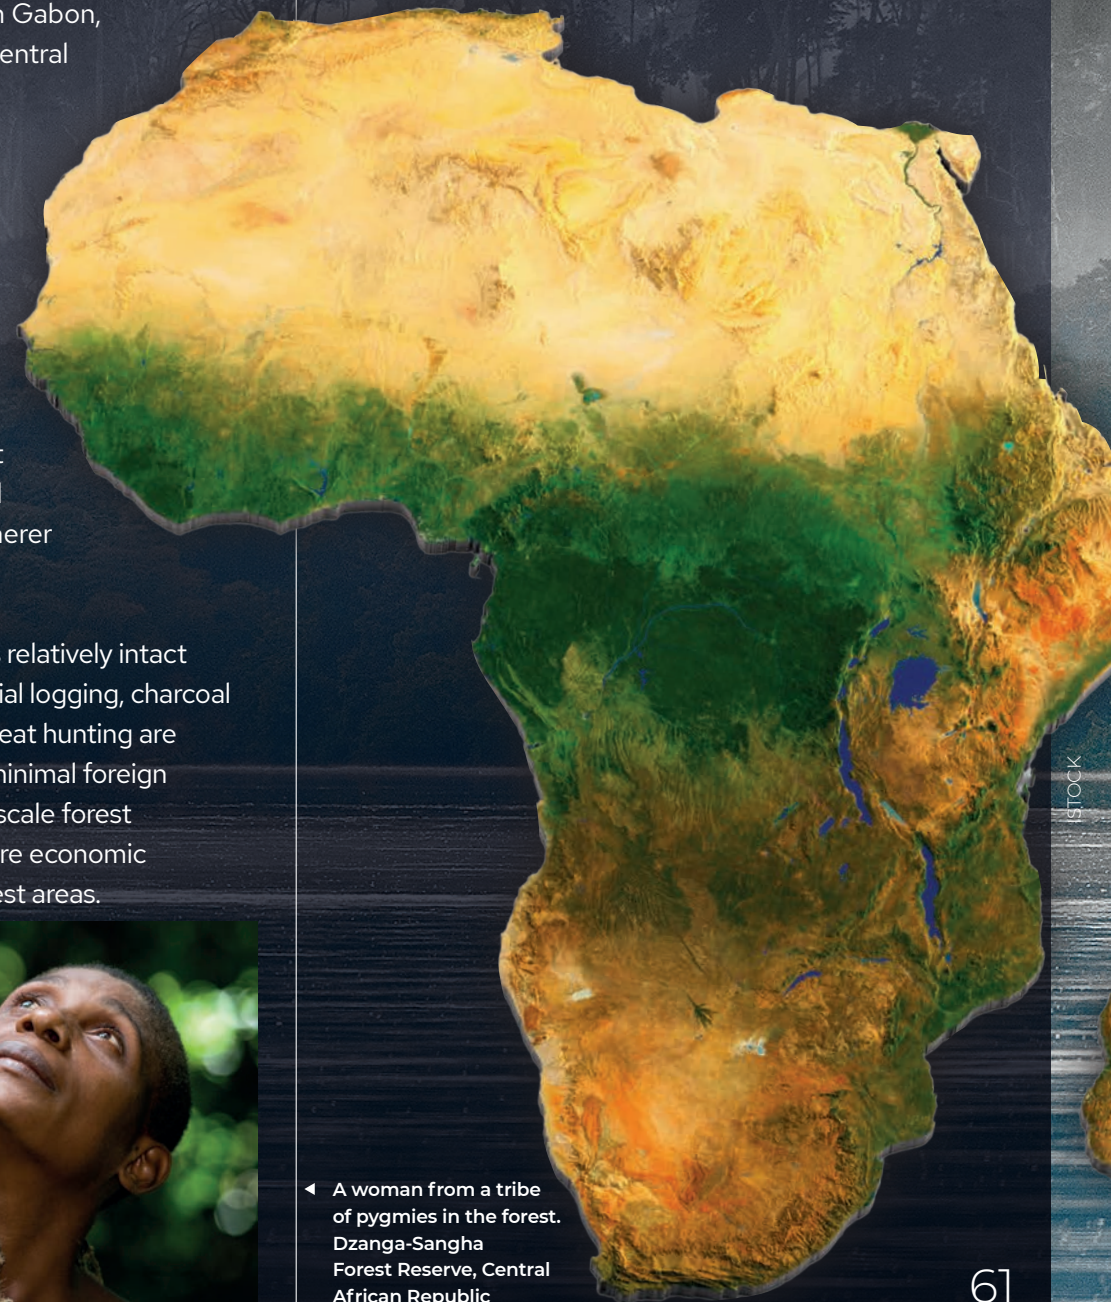 n Gabon,
entral
t
l
erer
relatively intact
ial logging, charcoal
eat hunting are
minimal foreign
scale forest
re economic
est areas.
ISTOCK
◄ A woman from a tribe
of pygmies in the forest.
Dzanga-Sangha
Forest Reserve, Central
African Republic
61